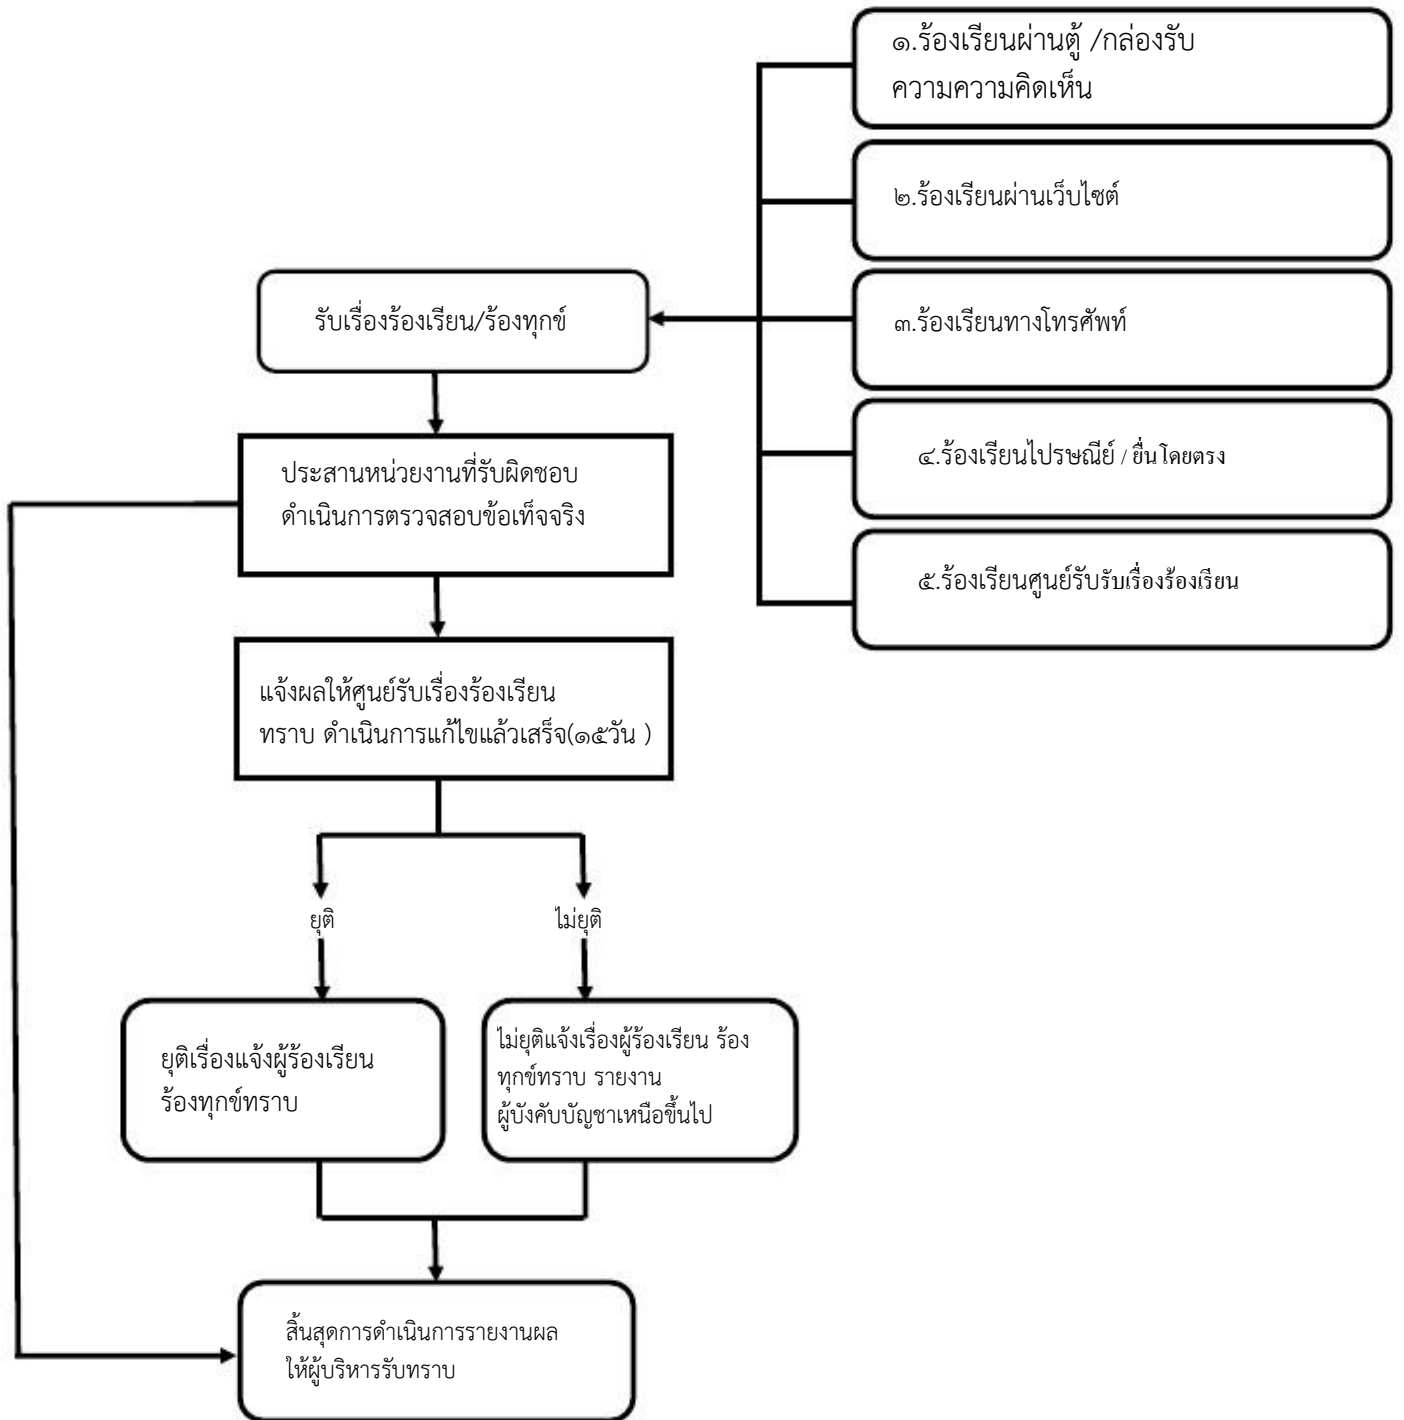 ๑.ร้องเรียนผ่านตู้ /กล่องรับ
ความความคิดเห็น
๒.ร้องเรียนผ่านเว็บไซต์
๓.ร้องเรียนทางโทรศัพท์
๔.ร้องเรียนไปรษณีย์ / ยื่นโดยตรง
๕.ร้องเรียนศูนย์รับรับเรื่องร้องเรียน
รับเรื่องร้องเรียน/ร้องทุกข์
ประสานหน่วยงานที่รับผิดชอบ
ดำเนินการตรวจสอบข้อเท็จจริง
แจ้งผลให้ศูนย์รับเรื่องร้องเรียน
ทราบ ดำเนินการแก้ไขแล้วเสร็จ(๑๕วัน )
ยุติ
ไม่ยุติ
ยุติเรื่องแจ้งผู้ร้องเรียน
ร้องทุกข์ทราบ
ไม่ยุติแจ้งเรื่องผู้ร้องเรียน ร้อง
ทุกข์ทราบ รายงาน
ผู้บังคับบัญชาเหนือขึ้นไป
สิ้นสุดการดำเนินการรายงานผล
ให้ผู้บริหารรับทราบ